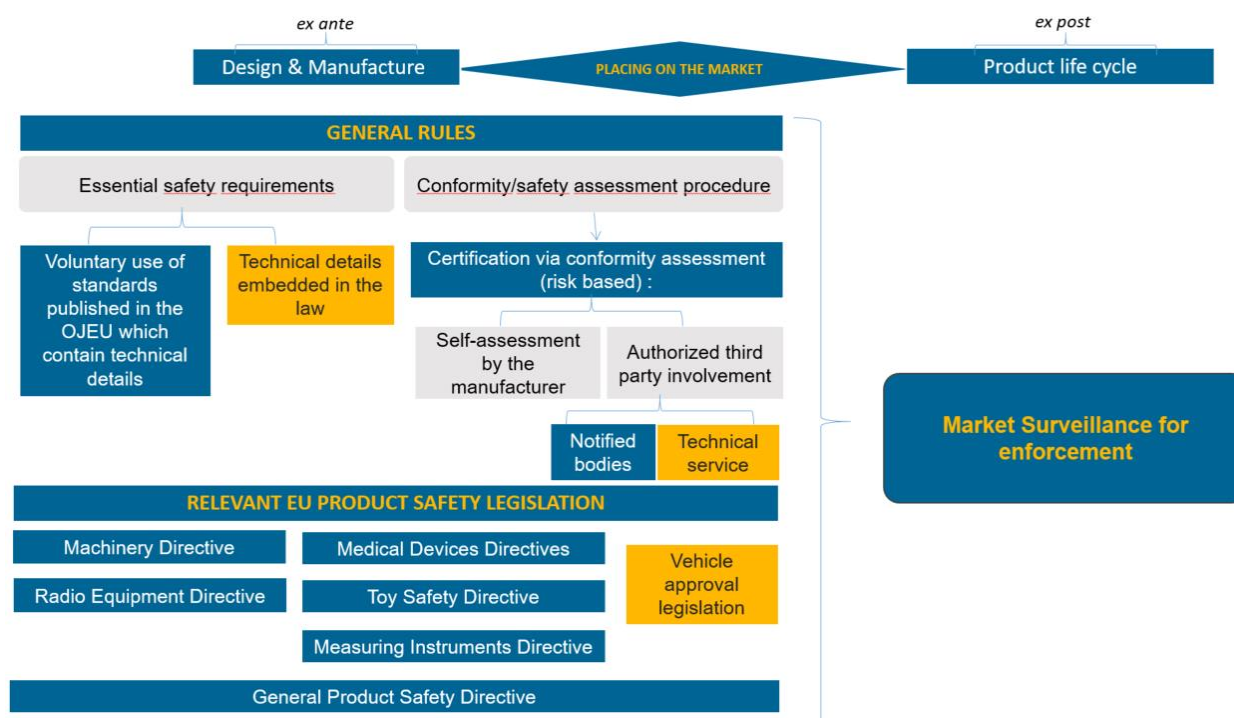 ex ante
ex post
Design & Manufacture
PLACING ON THE MARKET
Product life cycle
GENERAL RULES
Essential safety requirements
Conformity/safety assessment procedure
Voluntary use of
standards
published in the
OJEU which
contain technical
details
Technical details
embedded in the
law
Certification via conformity assessment
(risk based) :
Self-assessment
by the
manufacturer
Authorized third
party involvement
Notified
bodies
Technical
service
Market Surveillance for
enforcement
RELEVANT EU PRODUCT SAFETY LEGISLATION
Machinery Directive
Medical Devices Directives
Vehicle
approval
legislation
Radio Equipment Directive
Toy Safety Directive
Measuring Instruments Directive
General Product Safety Directive